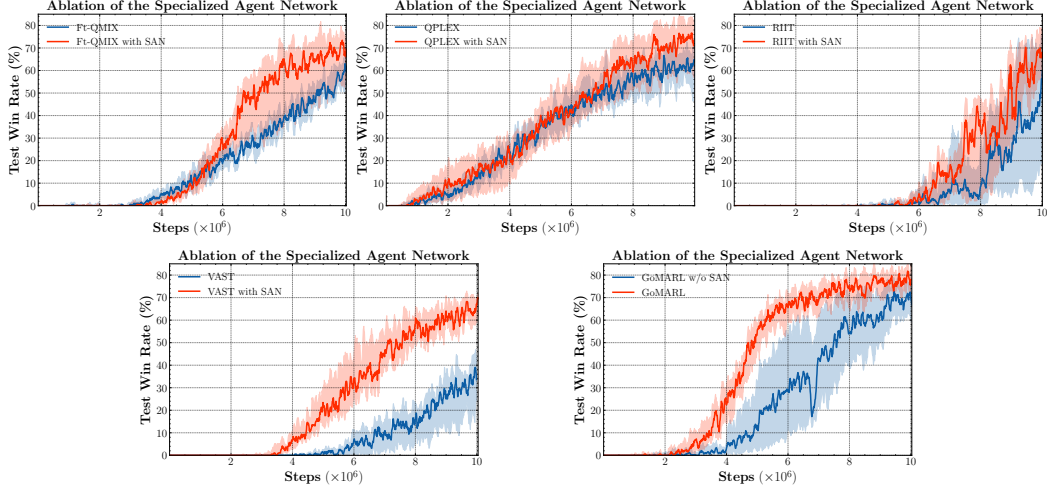 Ablation of the Specialized Agent Network
Ft-QMIX
Ft-QMIX with SAN
Test Win Rate (%)
80
70
60
50
40
30
20
10
0
2
4
6
8
10
Steps (×10⁶)
Ablation of the Specialized Agent Network
QPLEX
QPLEX with SAN
Test Win Rate (%)
80
70
60
50
40
30
20
10
0
2
4
6
8
Steps (×10⁶)
Ablation of the Specialized Agent Network
RIIT
RIIT with SAN
Test Win Rate (%)
80
70
60
50
40
30
20
10
0
2
4
6
8
10
Steps (×10⁶)
Ablation of the Specialized Agent Network
VAST
VAST with SAN
Test Win Rate (%)
80
70
60
50
40
30
20
10
0
2
4
6
8
10
Steps (×10⁶)
Ablation of the Specialized Agent Network
GoMARL w/o SAN
GoMARL
Test Win Rate (%)
80
70
60
50
40
30
20
10
0
2
4
6
8
10
Steps (×10⁶)